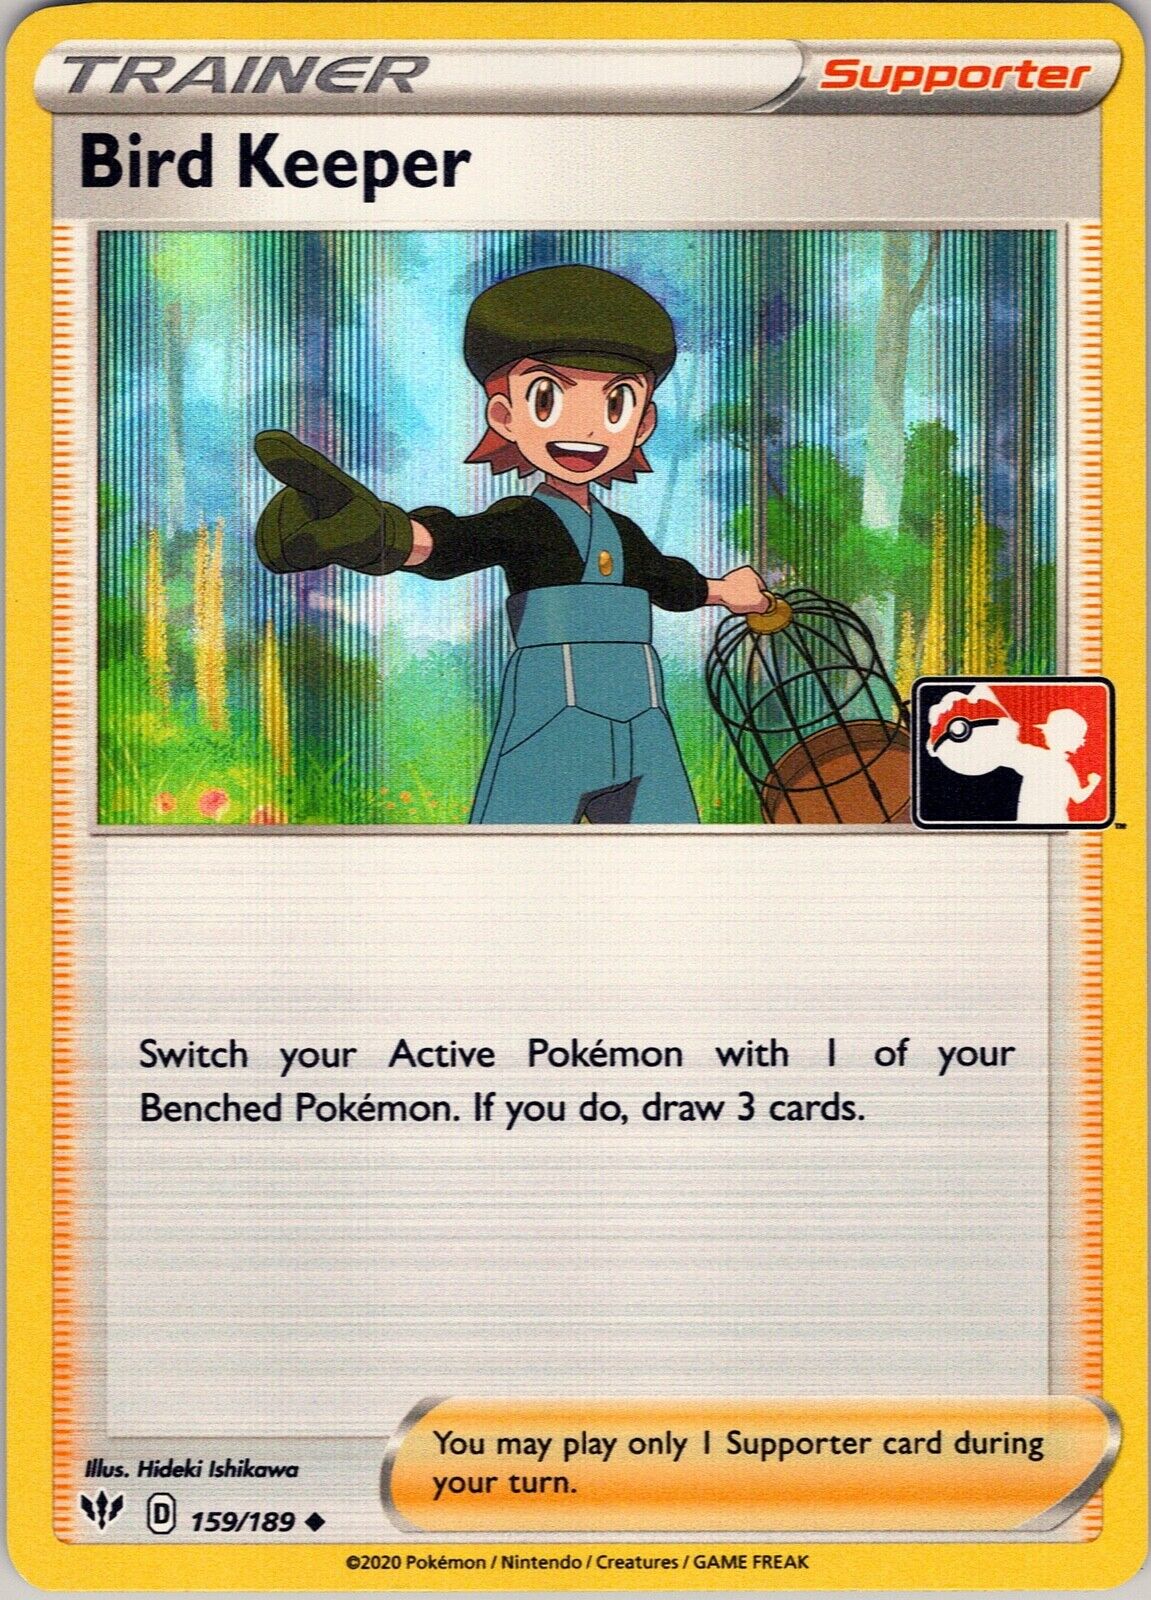 TRAINER
Supporter
Bird Keeper
TM
Switch your Active Pokémon with 1 of your
Benched Pokémon. If you do, draw 3 cards.
You may play only 1 Supporter card during
your turn.
Illus. Hideki Ishikawa
D 159/189
©2020 Pokémon / Nintendo / Creatures / GAME FREAK